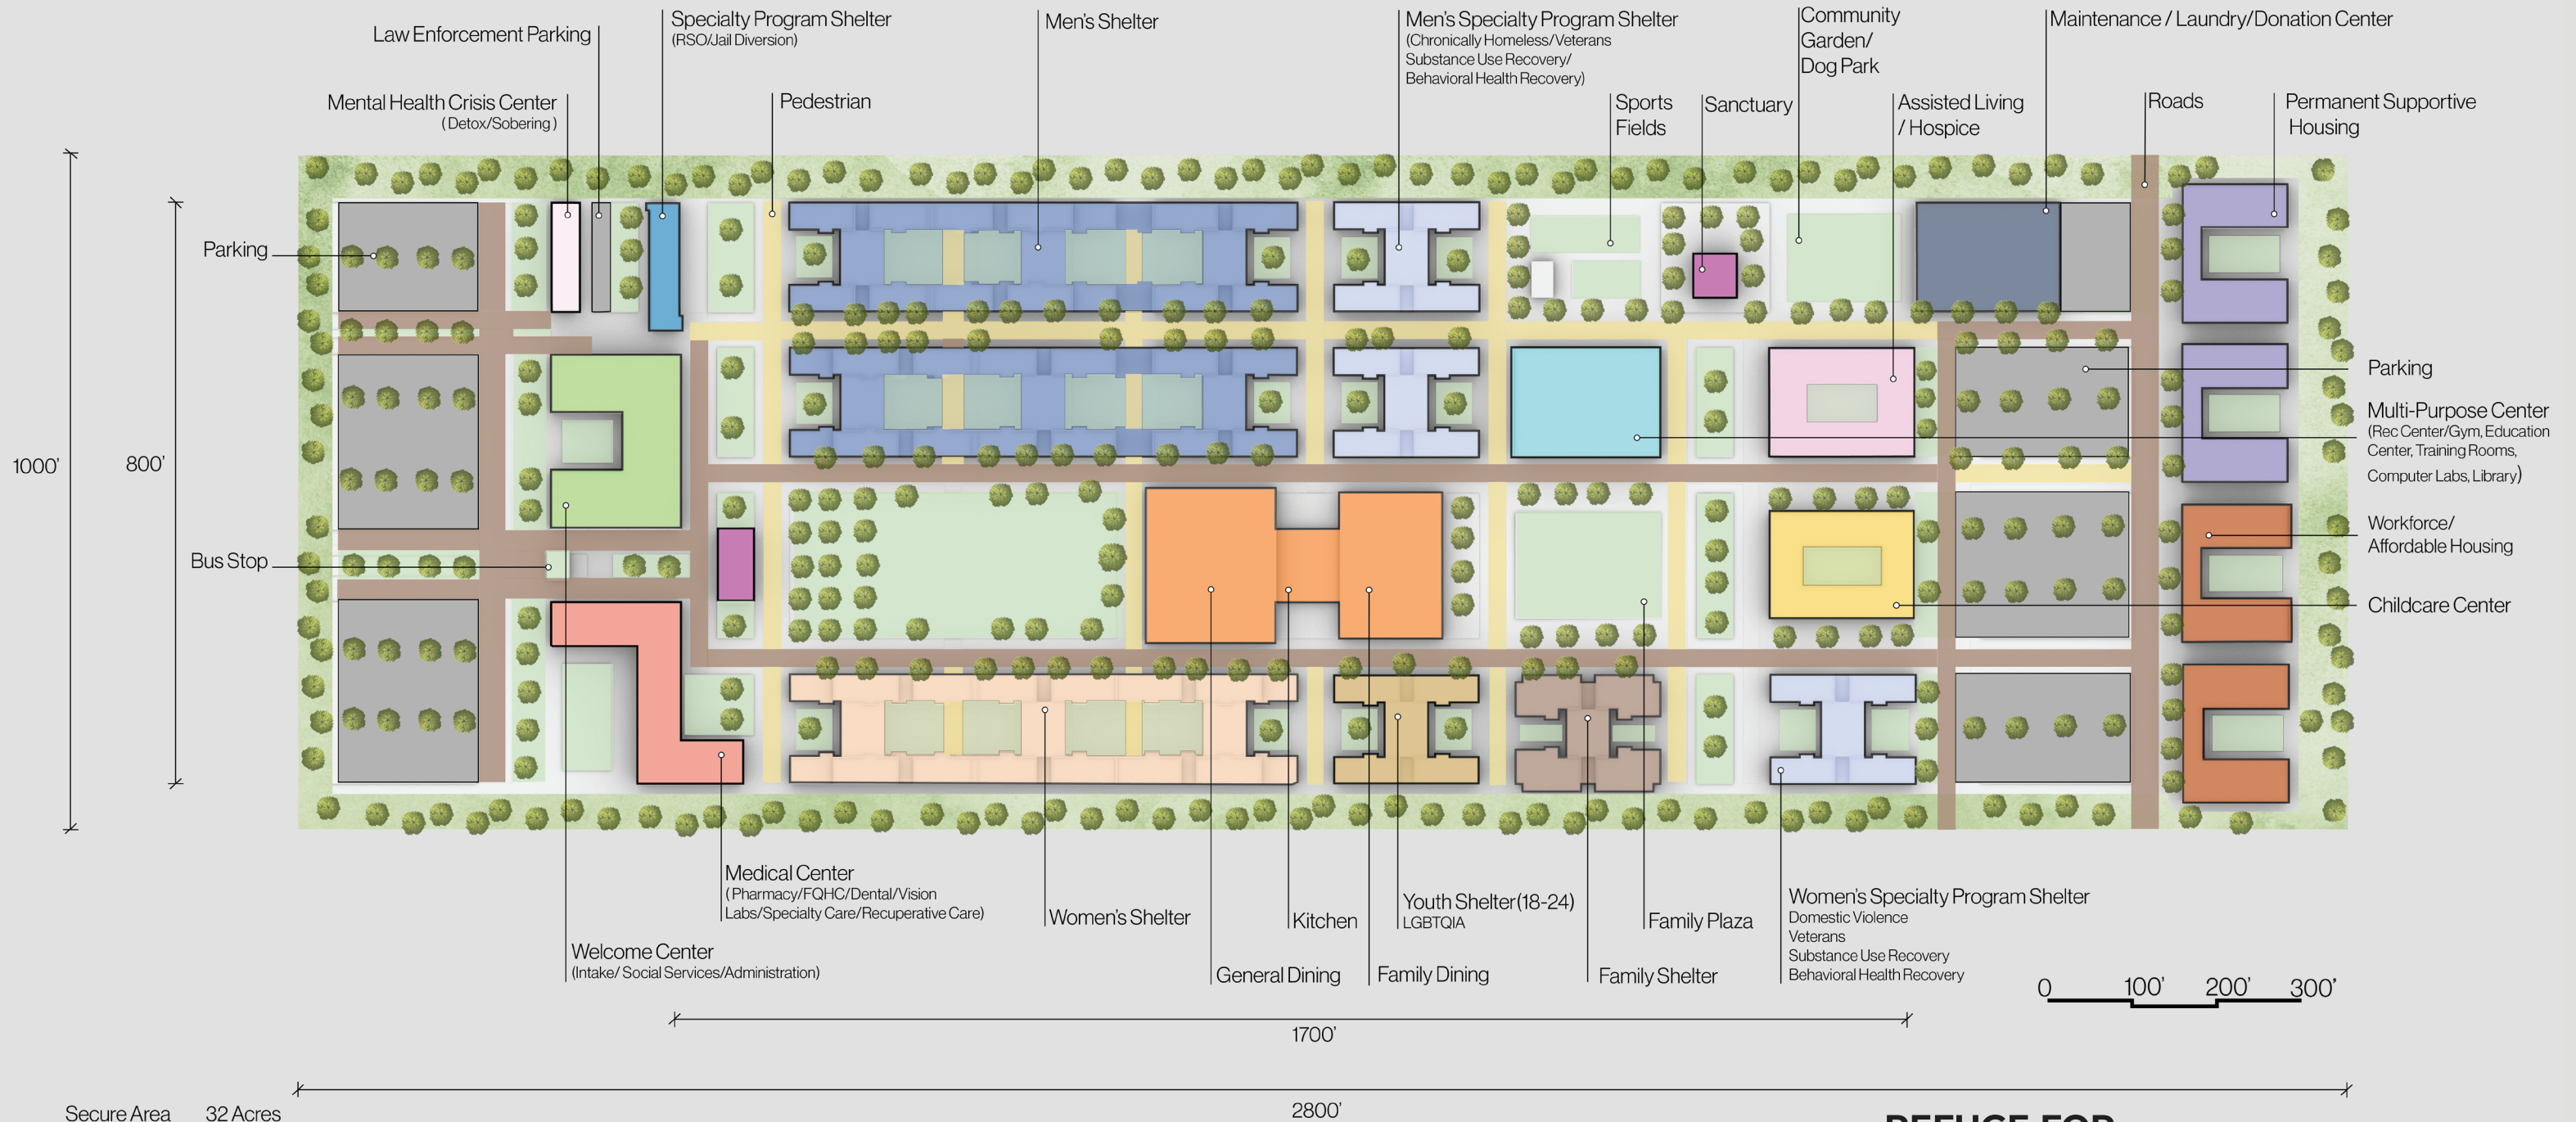 Law Enforcement Parking
Specialty Program Shelter
(RSO/Jail Diversion)
Men's Shelter
Men's Specialty Program Shelter
(Chronically Homeless/Veterans
Substance Use Recovery/
Behavioral Health Recovery)
Community
Garden/
Dog Park
Maintenance / Laundry/Donation Center
Mental Health Crisis Center
( Detox/Sobering )
Pedestrian
Sports
Fields
Sanctuary
Assisted Living
/ Hospice
Roads
Permanent Supportive
Housing
Parking
1000'
800'
Bus Stop
Parking
Multi-Purpose Center
(Rec Center/Gym, Education
Center, Training Rooms,
Computer Labs, Library)
Workforce/
Affordable Housing
Childcare Center
Medical Center
( Pharmacy/FQHC/Dental/Vision
Labs/Specialty Care/Recuperative Care)
Welcome Center
(Intake/ Social Services/Administration)
Women's Shelter
General Dining
Kitchen
Family Dining
Youth Shelter(18-24)
LGBTQIA
Family Shelter
Family Plaza
Women's Specialty Program Shelter
Domestic Violence
Veterans
Substance Use Recovery
Behavioral Health Recovery
0 100' 200' 300'
1700'
2800'
Secure Area 32 Acres
REFUGE FOR